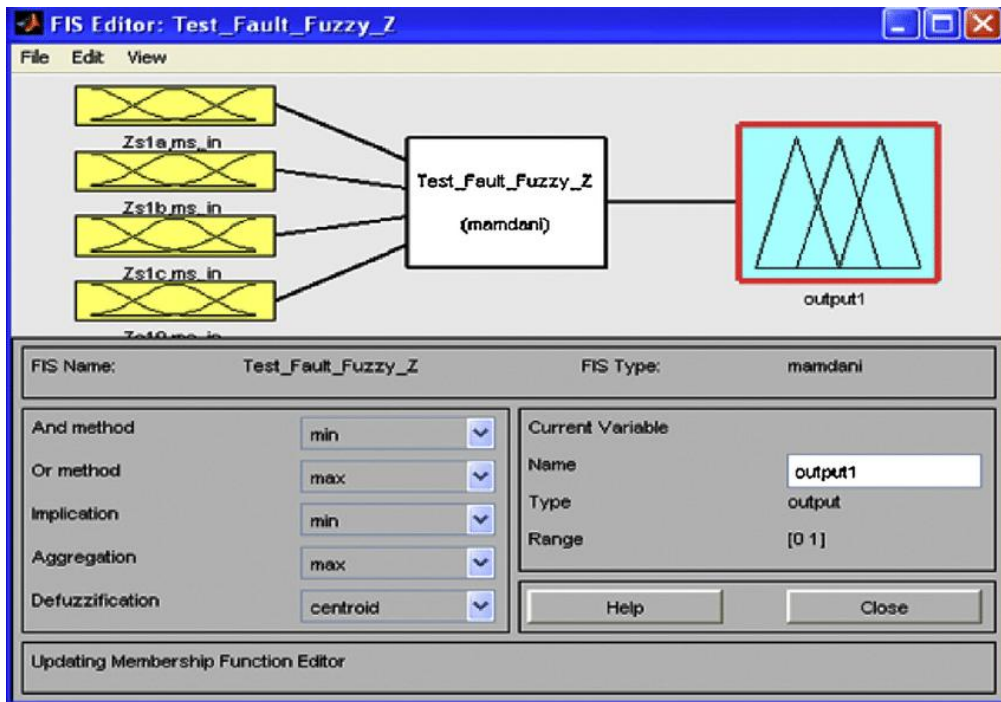 FIS Editor: Test_Fault_Fuzzy_Z
File Edit View
Zs1a,ms_in
Zs1b,ms_in
Zs1c,ms_in
Test_Fault_Fuzzy_Z
(mamdani)
output1
FIS Name: Test_Fault_Fuzzy_Z FIS Type: mamdani
And method min
Or method max
Implication min
Aggregation max
Defuzzification centroid
Current Variable
Name output1
Type output
Range [0 1]
Help Close
Updating Membership Function Editor